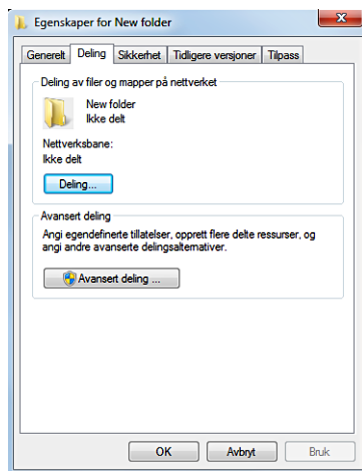 Egenskaper for New folder
Generelt Deling Sikkerhet Tidligere versjoner Tilpass
Deling av filer og mapper på nettverket
New folder
Ikke delt
Nettverksbane:
Ikke delt
Deling...
Avansert deling
Angi egendefinerte tillatelser, opprett flere delte ressurser, og
angi andre avanserte delingsalternativer.
Avansert deling ...
OK Avbryt Bruk